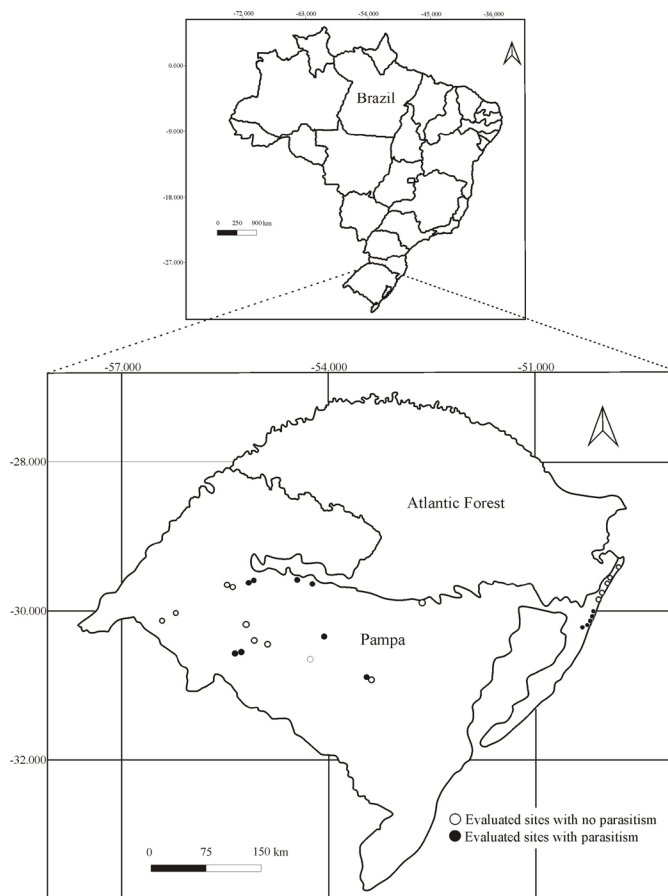 -72.000 -63.000 -54.000 -45.000 -36.000
0.000
Brazil
-9.000
-18.000
0 250 900 km
-27.000
-57.000 -54.000 -51.000
-28.000
Atlantic Forest
-30.000
Pampa
-32.000
Evaluated sites with no parasitism
Evaluated sites with parasitism
0 75 150 km